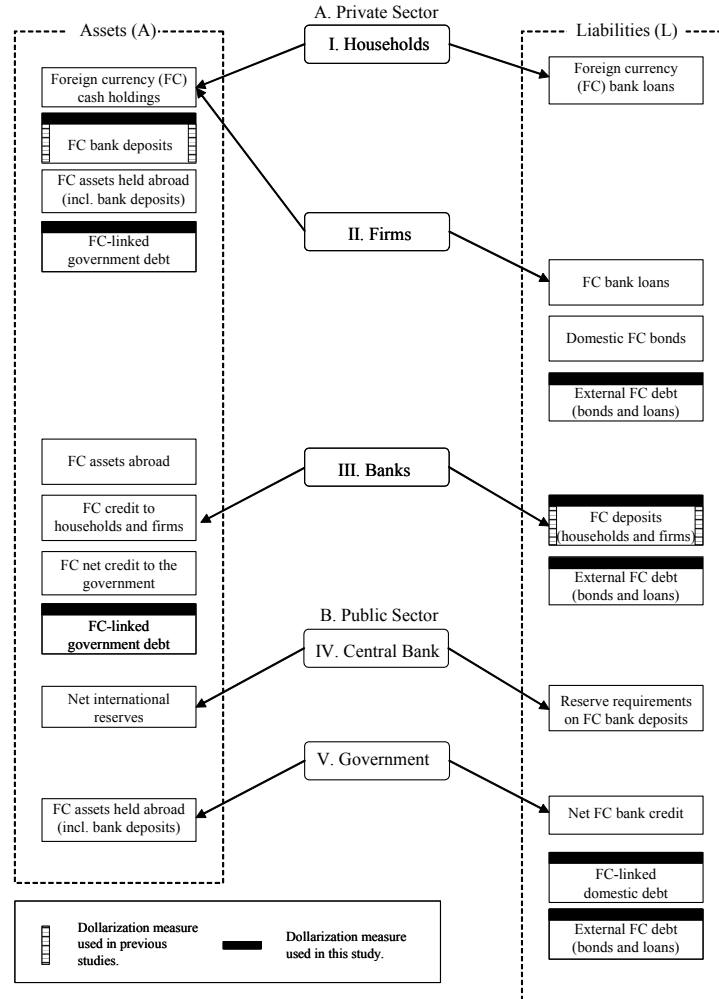 A. Private Sector
Assets (A)
I. Households
Liabilities (L)
Foreign currency (FC)
cash holdings
FC bank deposits
FC assets held abroad
(incl. bank deposits)
FC-linked
government debt
Foreign currency
(FC) bank loans
II. Firms
FC bank loans
Domestic FC bonds
External FC debt
(bonds and loans)
III. Banks
FC assets abroad
FC credit to
households and firms
FC net credit to the
government
FC-linked
government debt
FC deposits
(households and firms)
External FC debt
(bonds and loans)
B. Public Sector
IV. Central Bank
Net international
reserves
Reserve requirements
on FC bank deposits
V. Government
FC assets held abroad
(incl. bank deposits)
Net FC bank credit
FC-linked
domestic debt
External FC debt
(bonds and loans)
Dollarization measure
used in previous
studies.
Dollarization measure
used in this study.